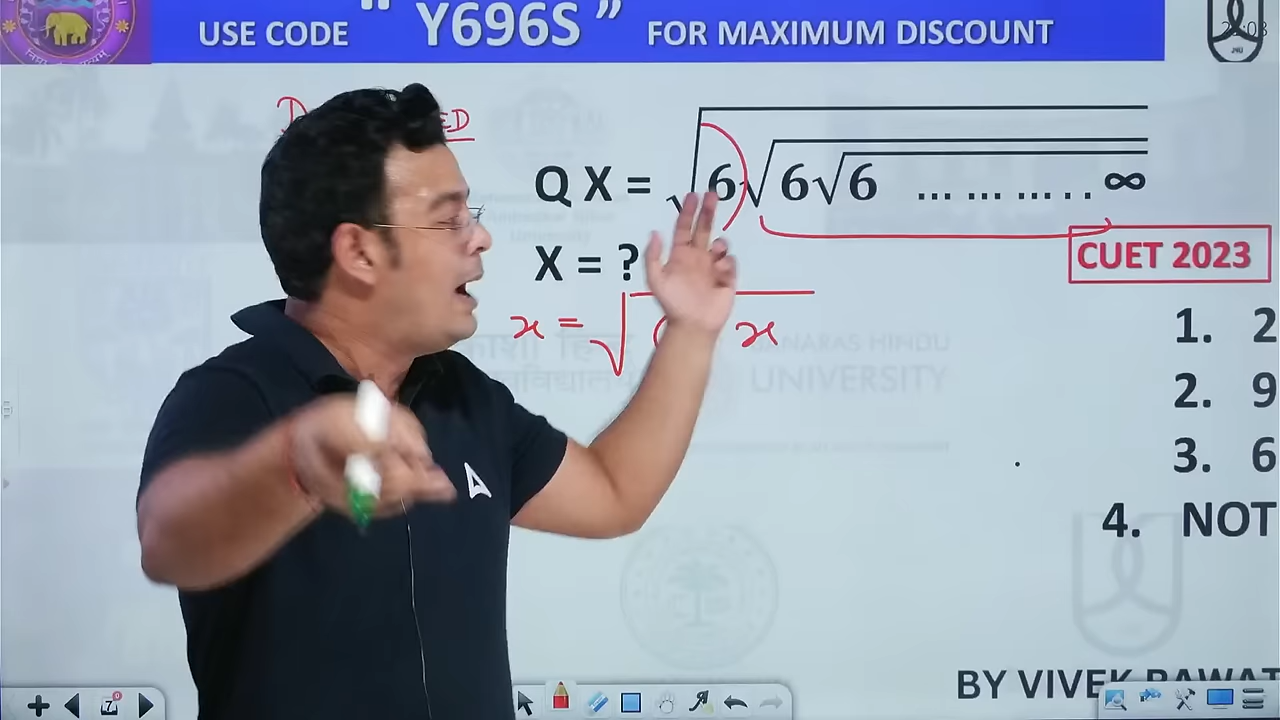 USE CODE " Y696S " FOR MAXIMUM DISCOUNT
Q X = √6√6√6 ... ... ... . . ∞
CUET 2023
X = ?
x = √ x
1. 2
2. 9
3. 6
4. NOT
BANARAS HINDU
UNIVERSITY
BY VIVEK RAWAT
7